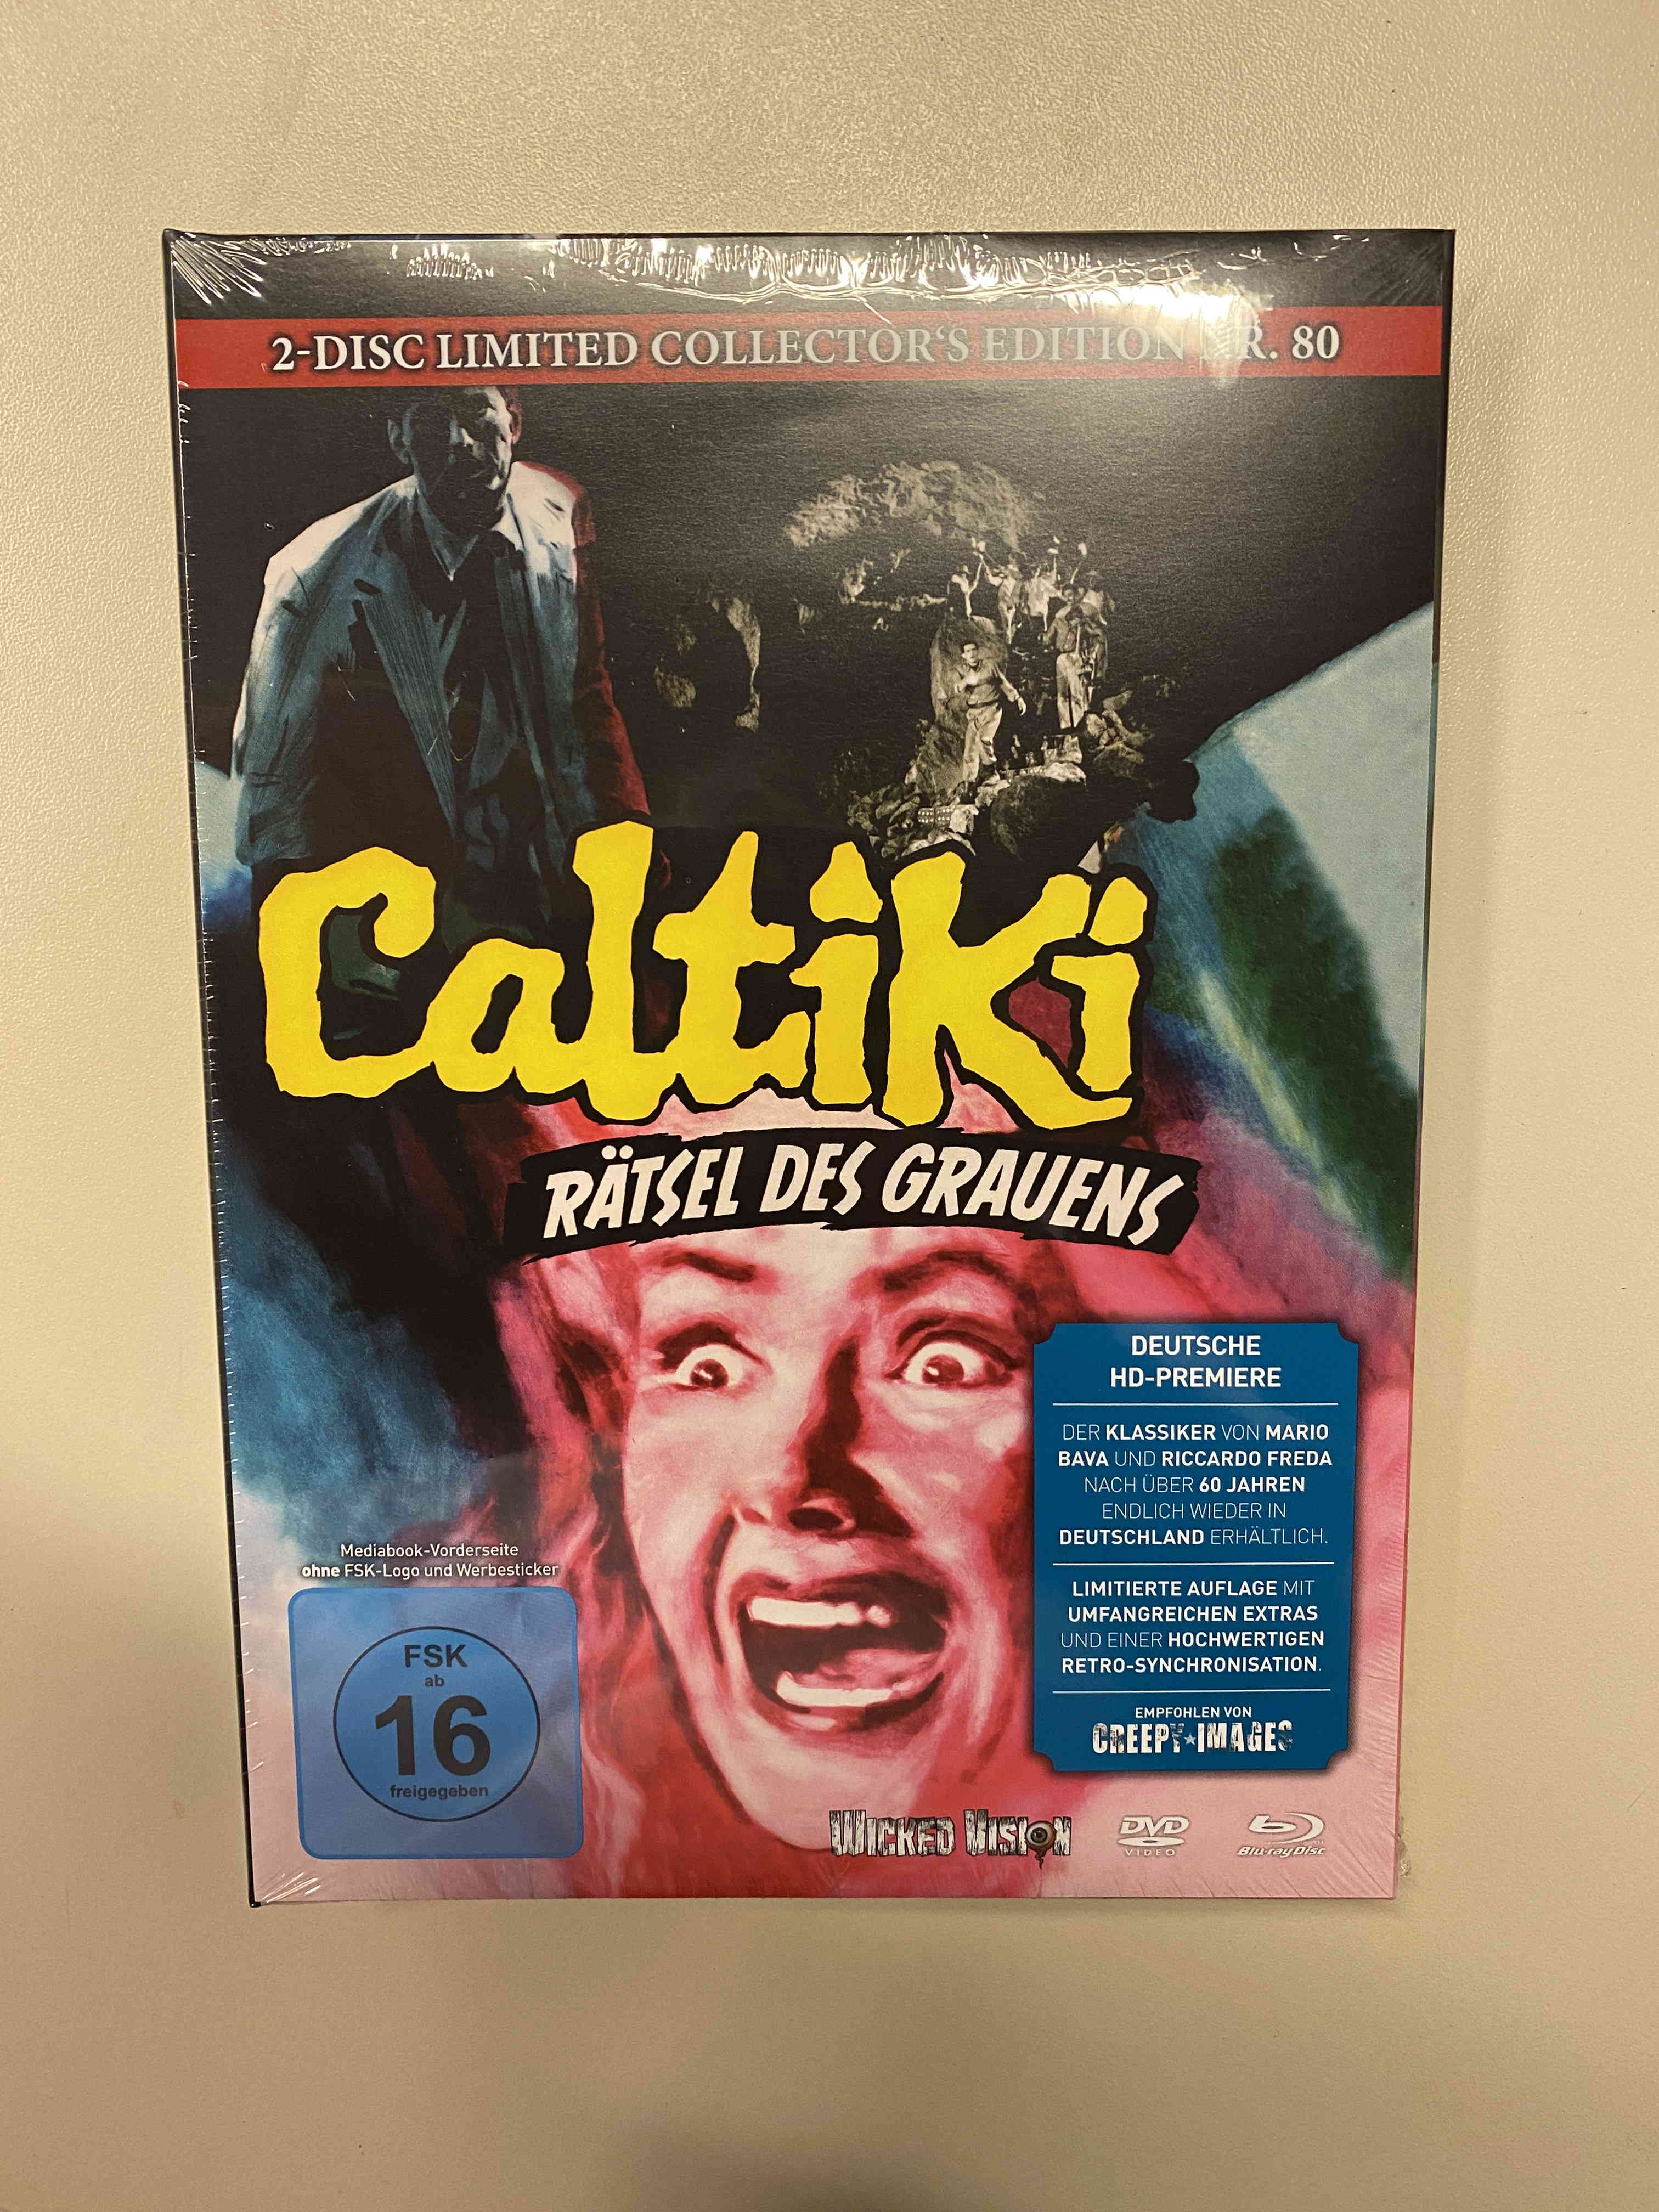 2-DISC LIMITED COLLECTOR'S EDITION NR. 80
Caltiki
RÄTSEL DES GRAUENS
DEUTSCHE
HD-PREMIERE
DER KLASSIKER VON MARIO
BAVA UND RICCARDO FREDA
NACH ÜBER 60 JAHREN
ENDLICH WIEDER IN
DEUTSCHLAND ERHÄLTLICH.
LIMITIERTE AUFLAGE MIT
UMFANGREICHEN EXTRAS
UND EINER HOCHWERTIGEN
RETRO-SYNCHRONISATION.
EMPFOHLEN VON
CREEPY★IMAGES
Mediabook-Vorderseite
ohne FSK-Logo und Werbesticker
FSK
ab
16
freigegeben
WICKED VISION
DVD
VIDEO
Blu-ray Disc